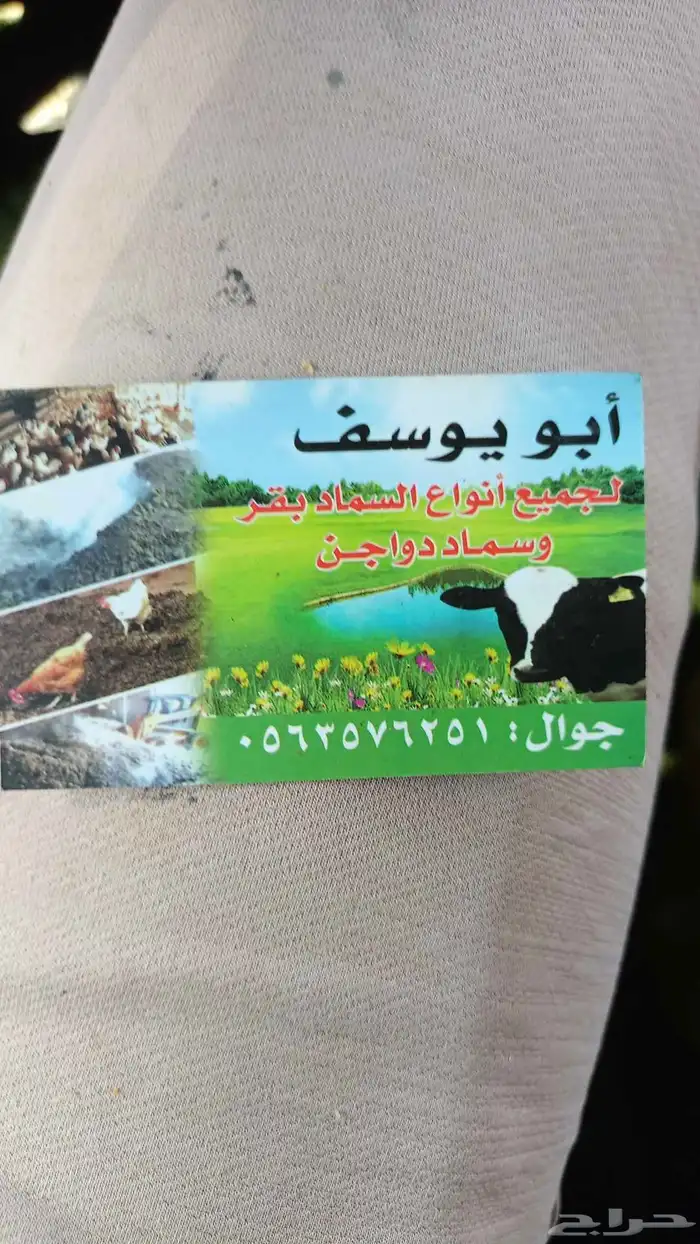 أبو يوسف
لجميع أنواع السماد بقر
وسماد دواجن
جوال: ٠٥٦٣٥٧٦٢٥١
حراج